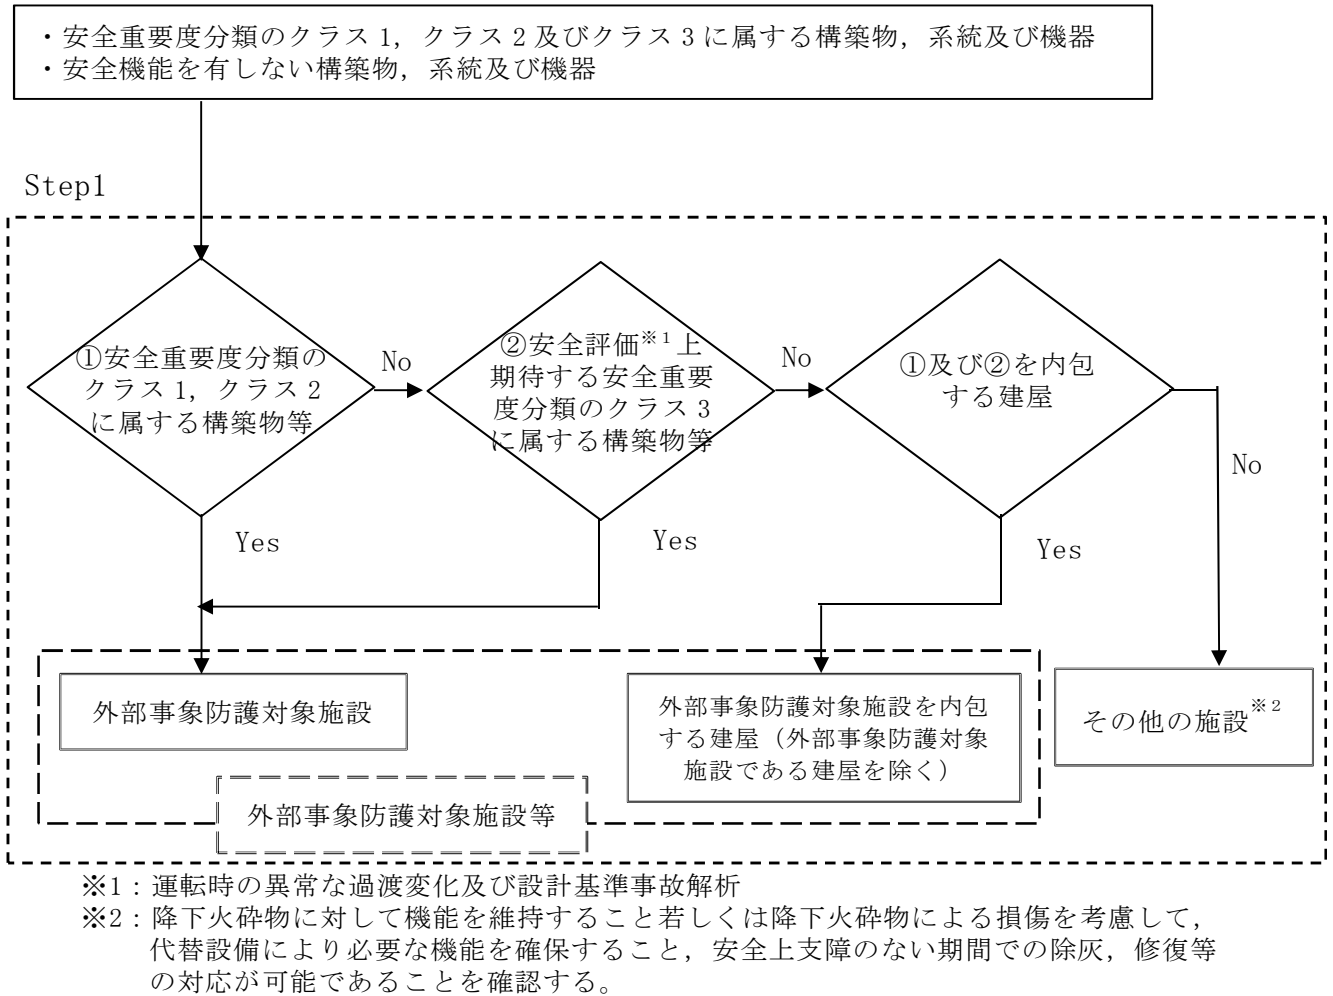 ・安全重要度分類のクラス1，クラス2及びクラス3に属する構築物，系統及び機器
・安全機能を有しない構築物，系統及び機器
Step1
①安全重要度分類の
クラス1，クラス2
に属する構築物等
No
②安全評価※1上
期待する安全重要
度分類のクラス3
に属する構築物等
No
①及び②を内包
する建屋
No
Yes
Yes
Yes
外部事象防護対象施設
外部事象防護対象施設を内包
する建屋（外部事象防護対象
施設である建屋を除く）
その他の施設※2
外部事象防護対象施設等
※1：運転時の異常な過渡変化及び設計基準事故解析
※2：降下火砕物に対して機能を維持すること若しくは降下火砕物による損傷を考慮して，
代替設備により必要な機能を確保すること，安全上支障のない期間での除灰，修復等
の対応が可能であることを確認する。